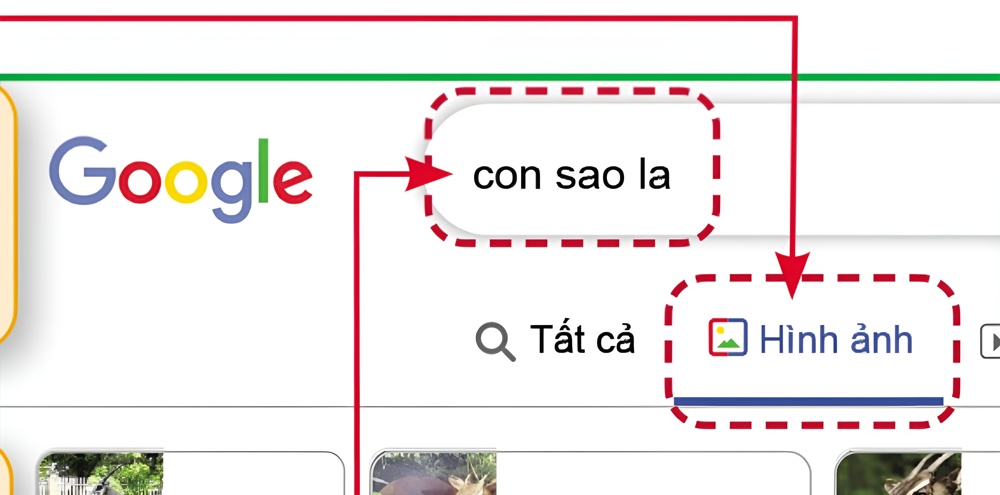 Google
con sao la
Tất cả
Hình ảnh